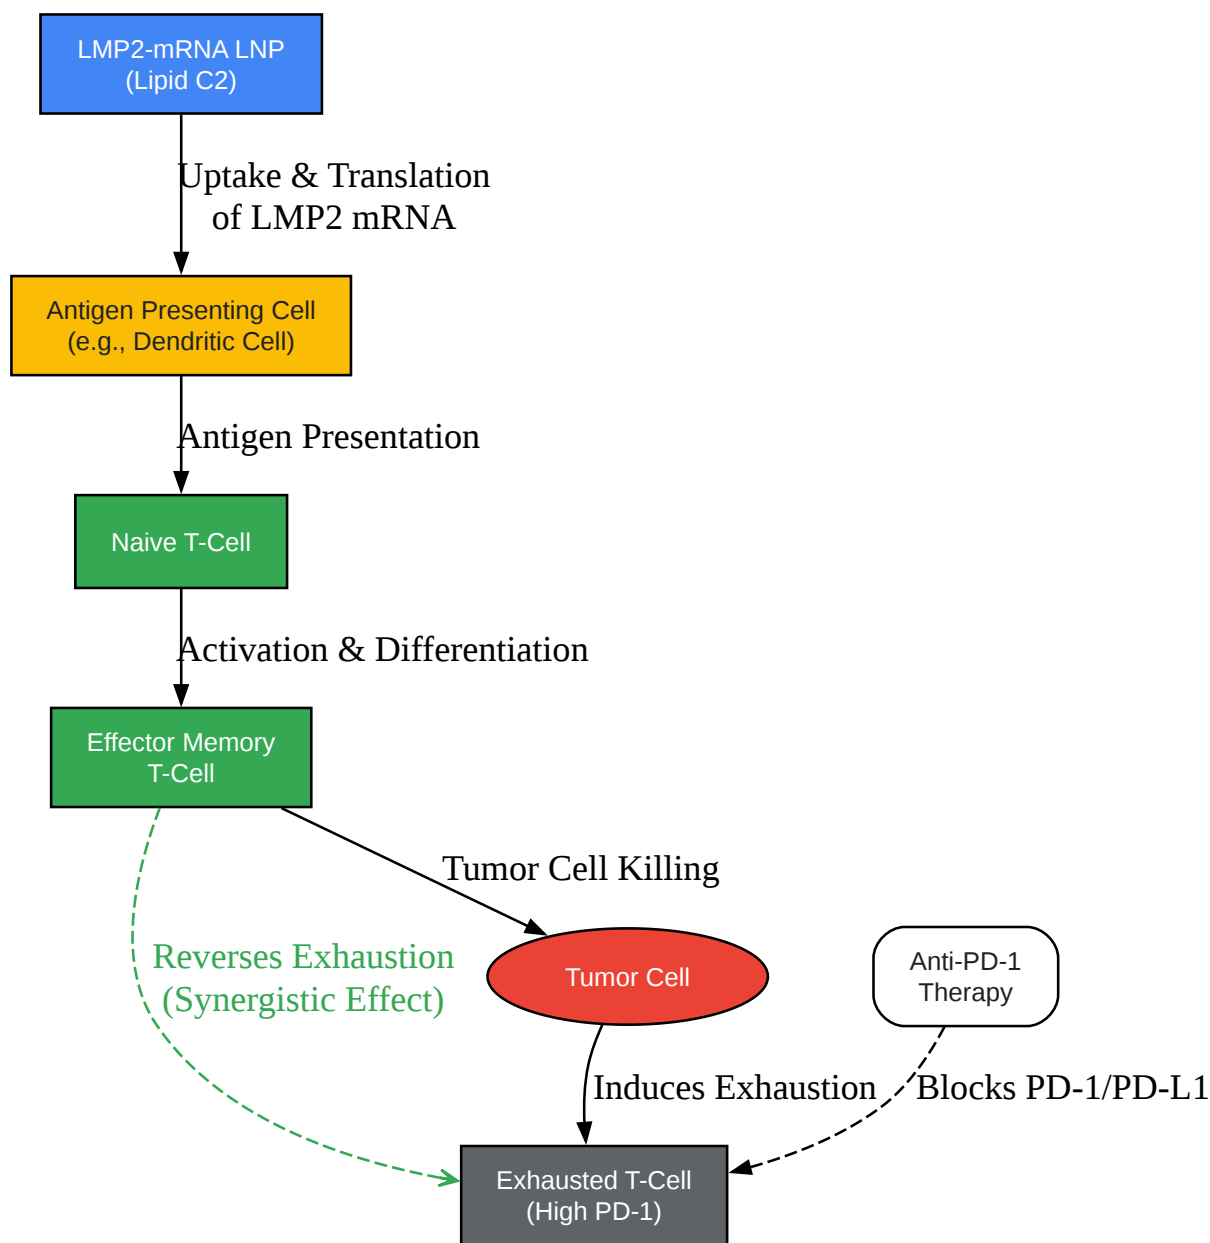 LMP2-mRNA LNP
(Lipid C2)
Uptake & Translation
of LMP2 mRNA
Antigen Presenting Cell
(e.g., Dendritic Cell)
Antigen Presentation
Naive T-Cell
Activation & Differentiation
Effector Memory
T-Cell
Tumor Cell Killing
Reverses Exhaustion
(Synergistic Effect)
Tumor Cell
Anti-PD-1
Therapy
Induces Exhaustion
Blocks PD-1/PD-L1
Exhausted T-Cell
(High PD-1)